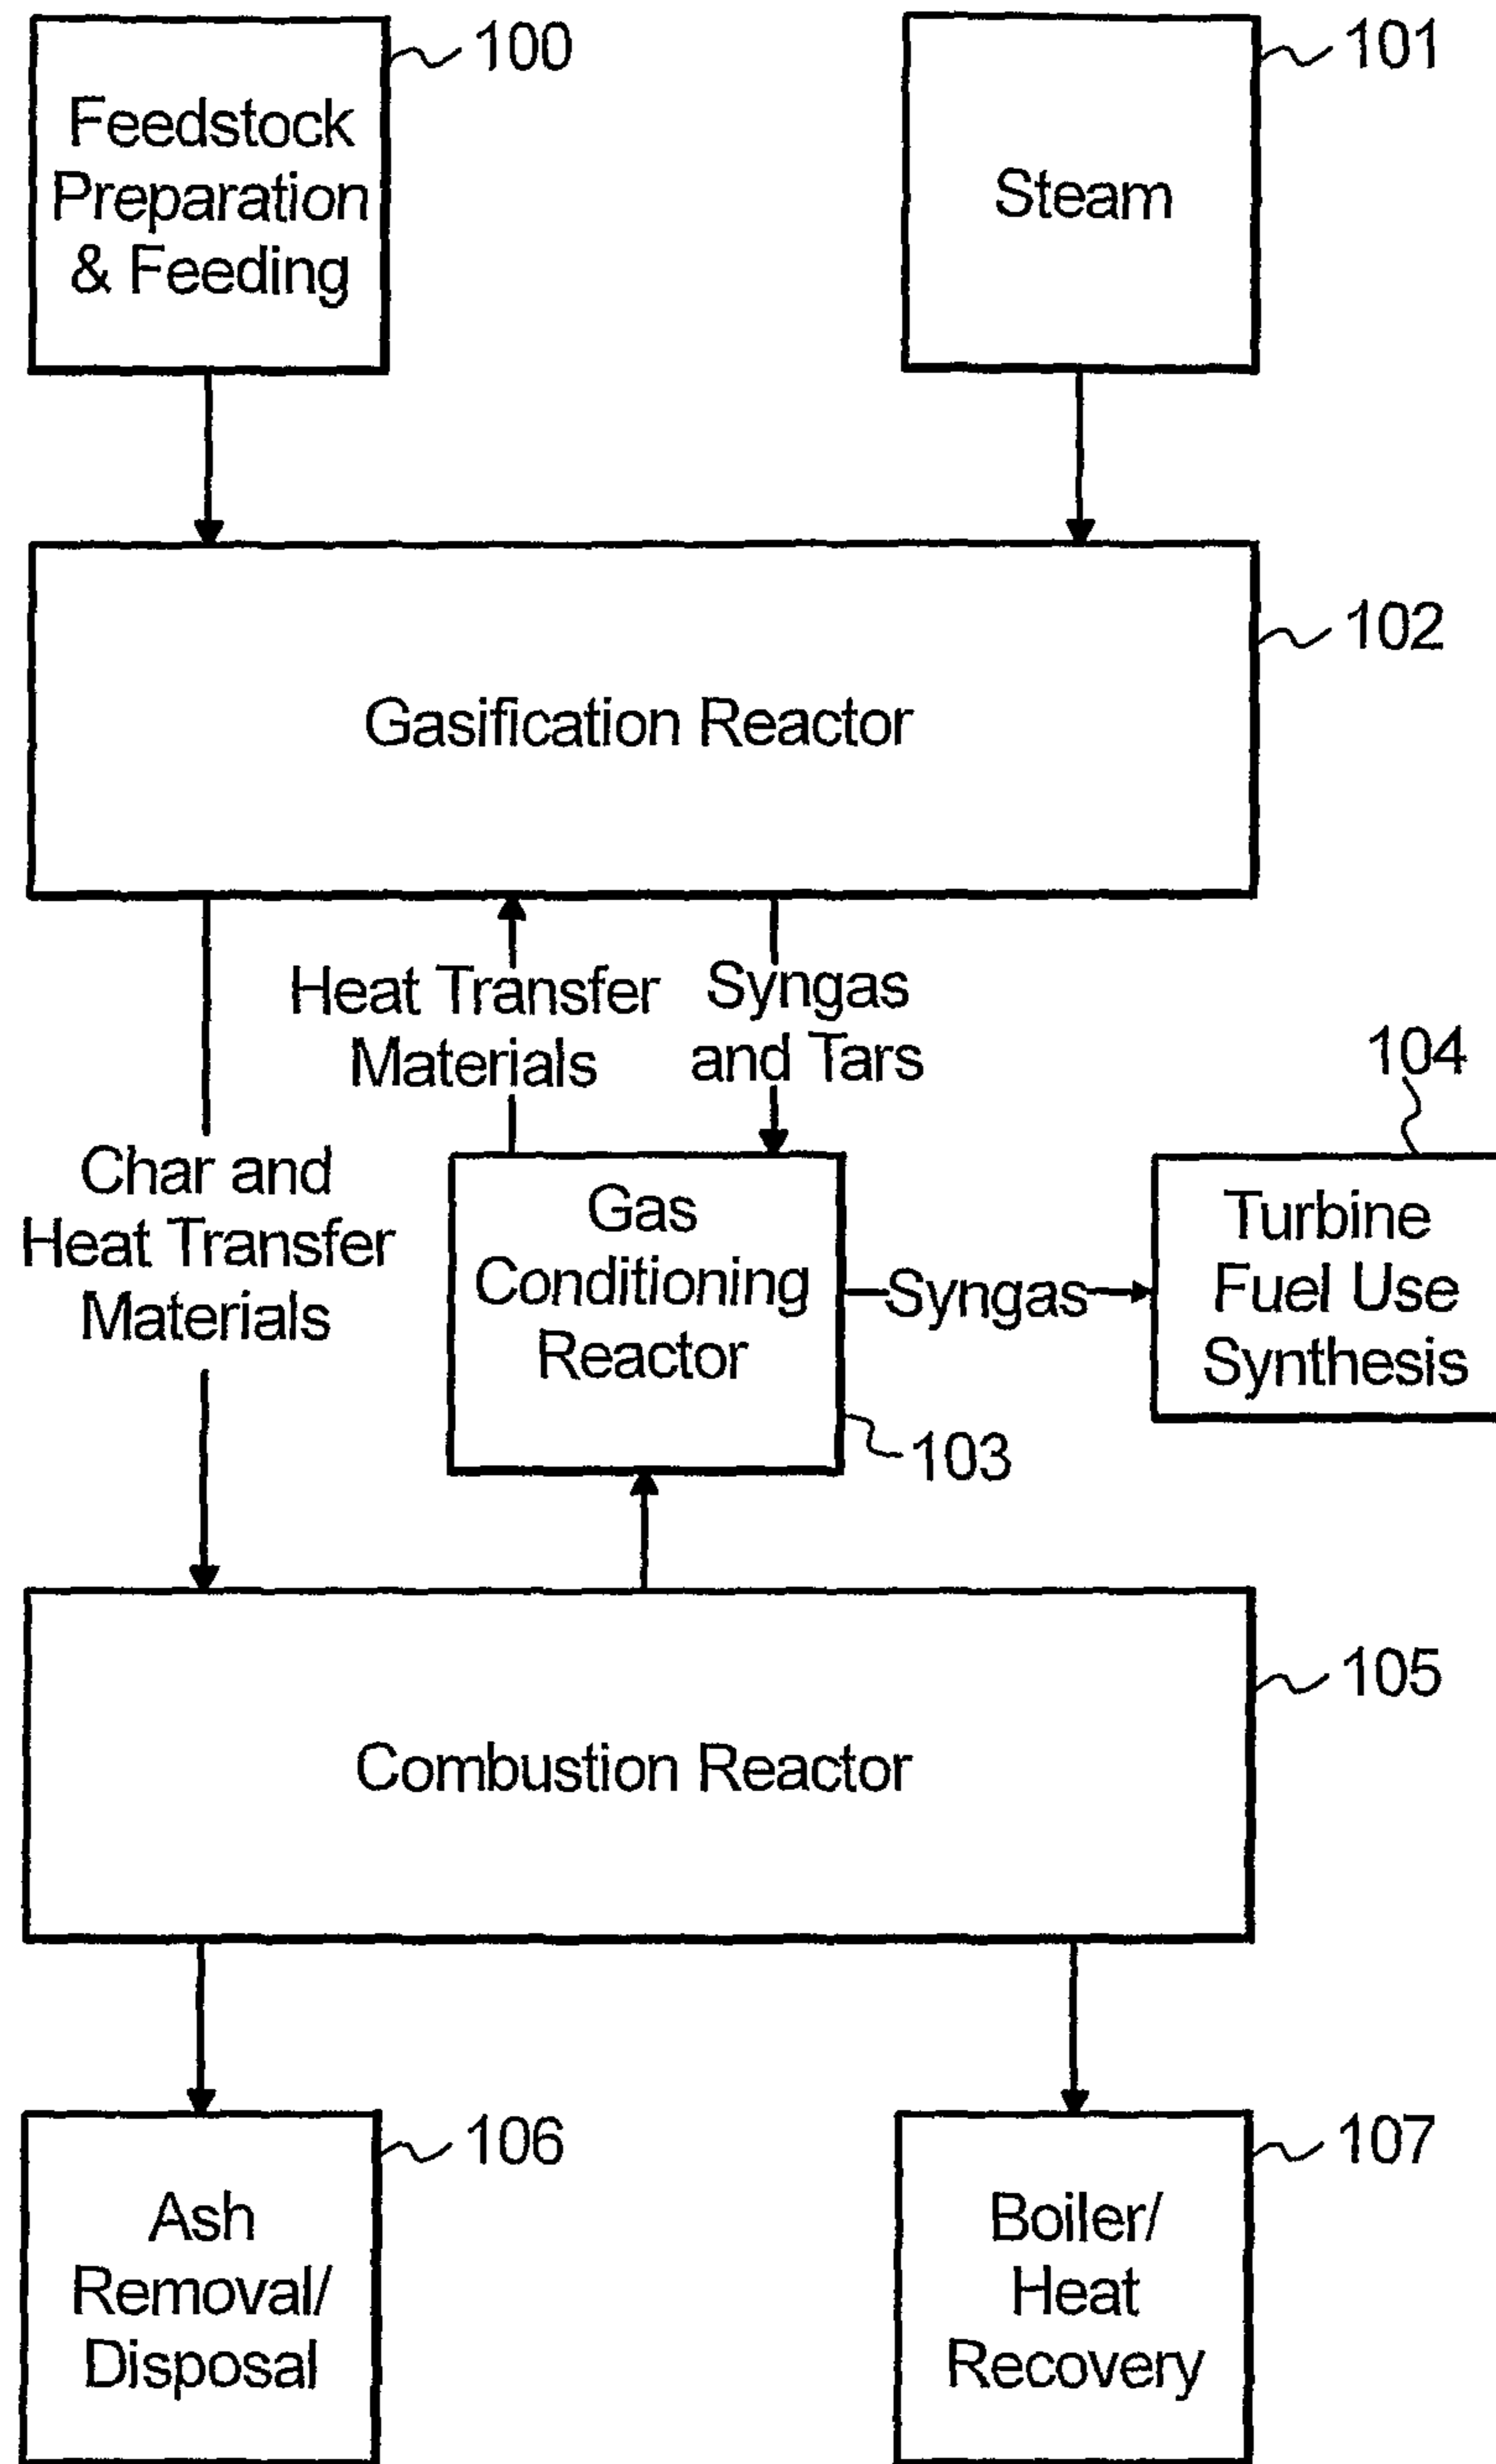 100
Feedstock
Preparation
& Feeding
101
Steam
102
Gasification Reactor
Heat Transfer
Materials
Syngas
and Tars
Char and
Heat Transfer
Materials
Gas
Conditioning
Reactor
103
Syngas
104
Turbine
Fuel Use
Synthesis
105
Combustion Reactor
106
Ash
Removal/
Disposal
107
Boiler/
Heat
Recovery